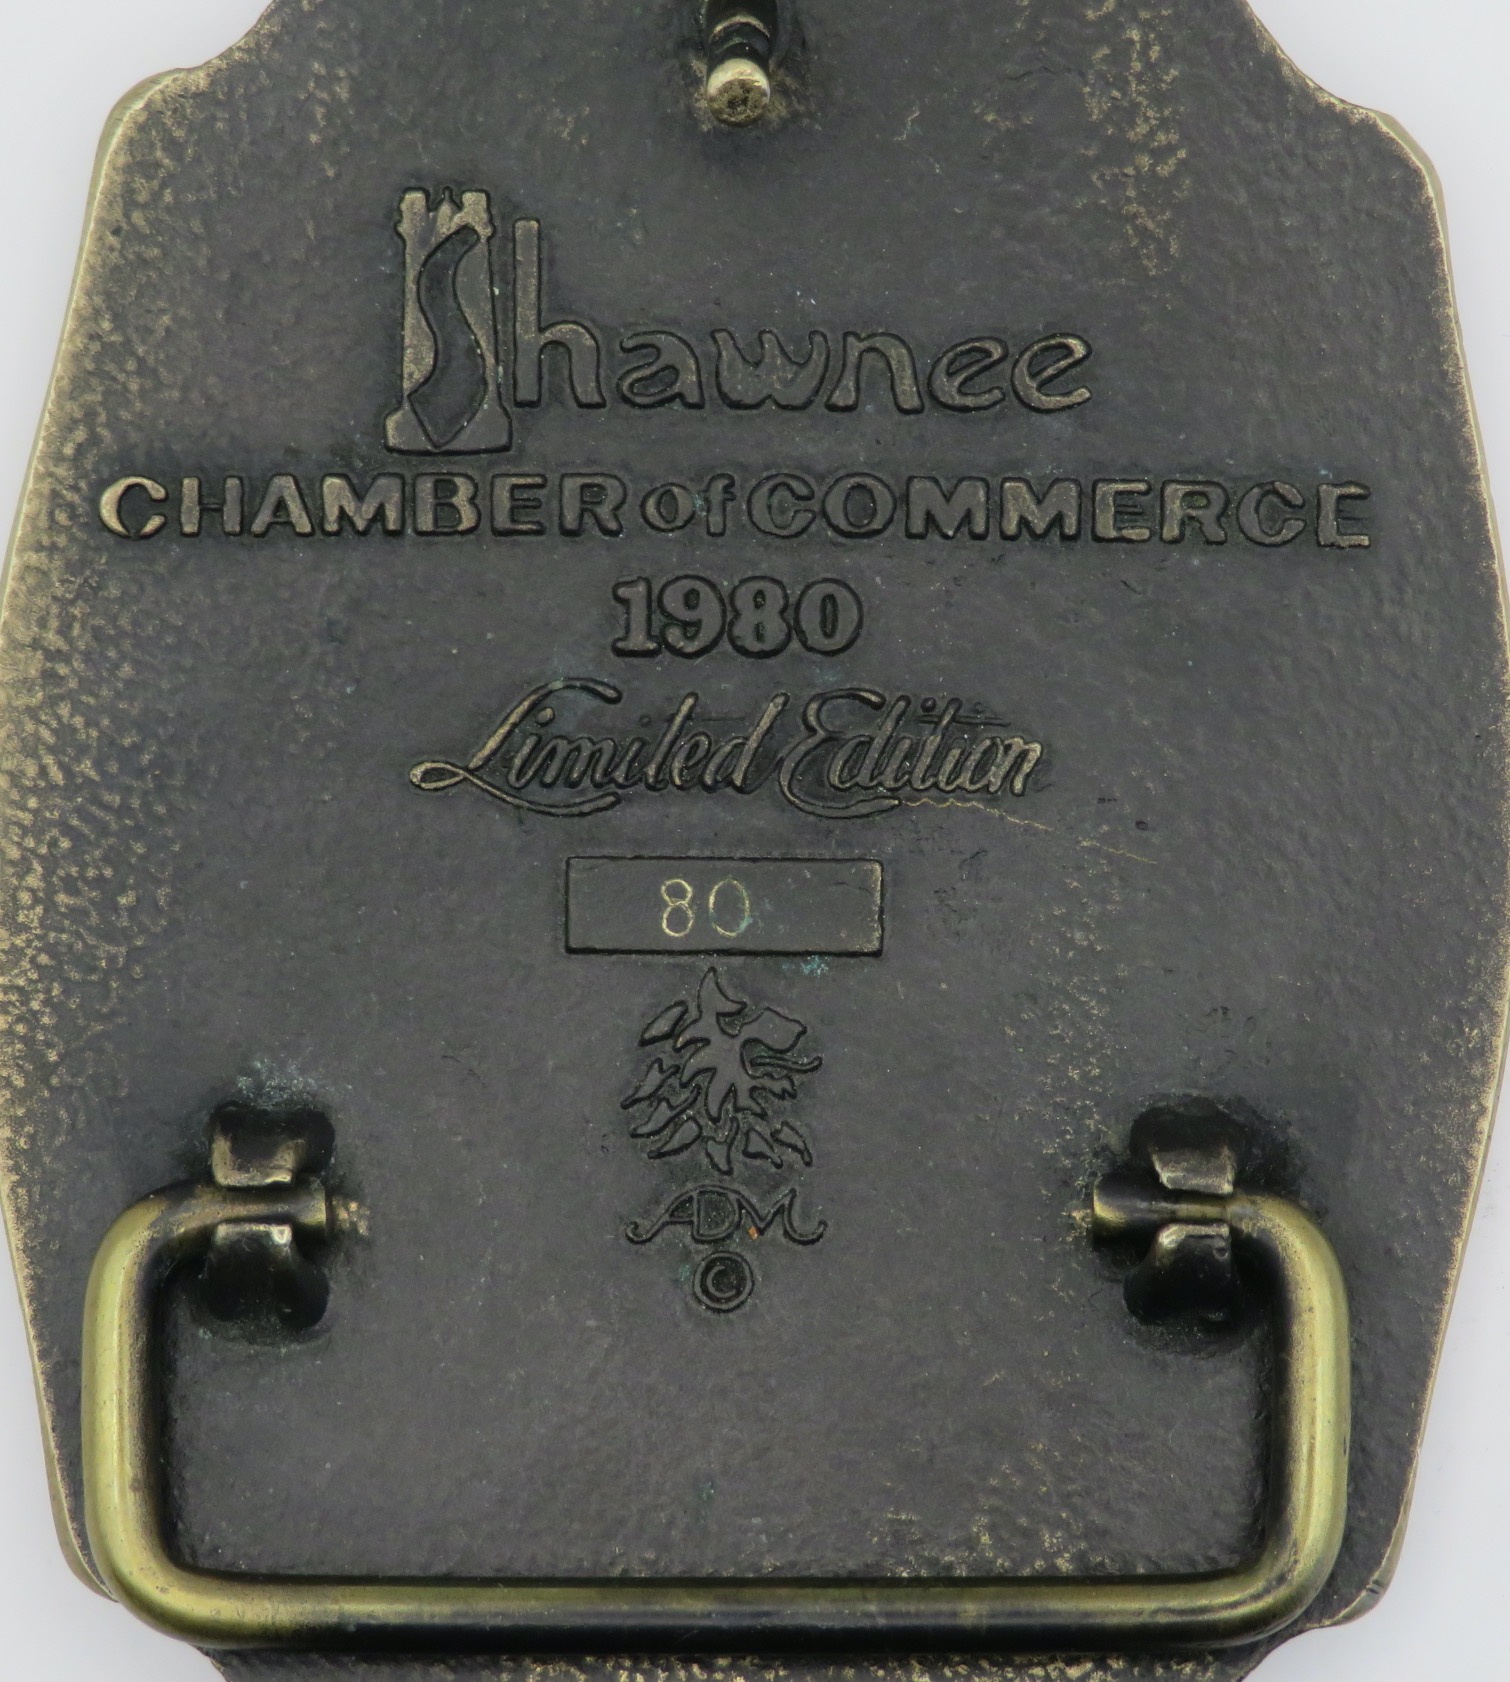 Shawnee
CHAMBER of COMMERCE
1980
Limited Edition
80
ADM
©